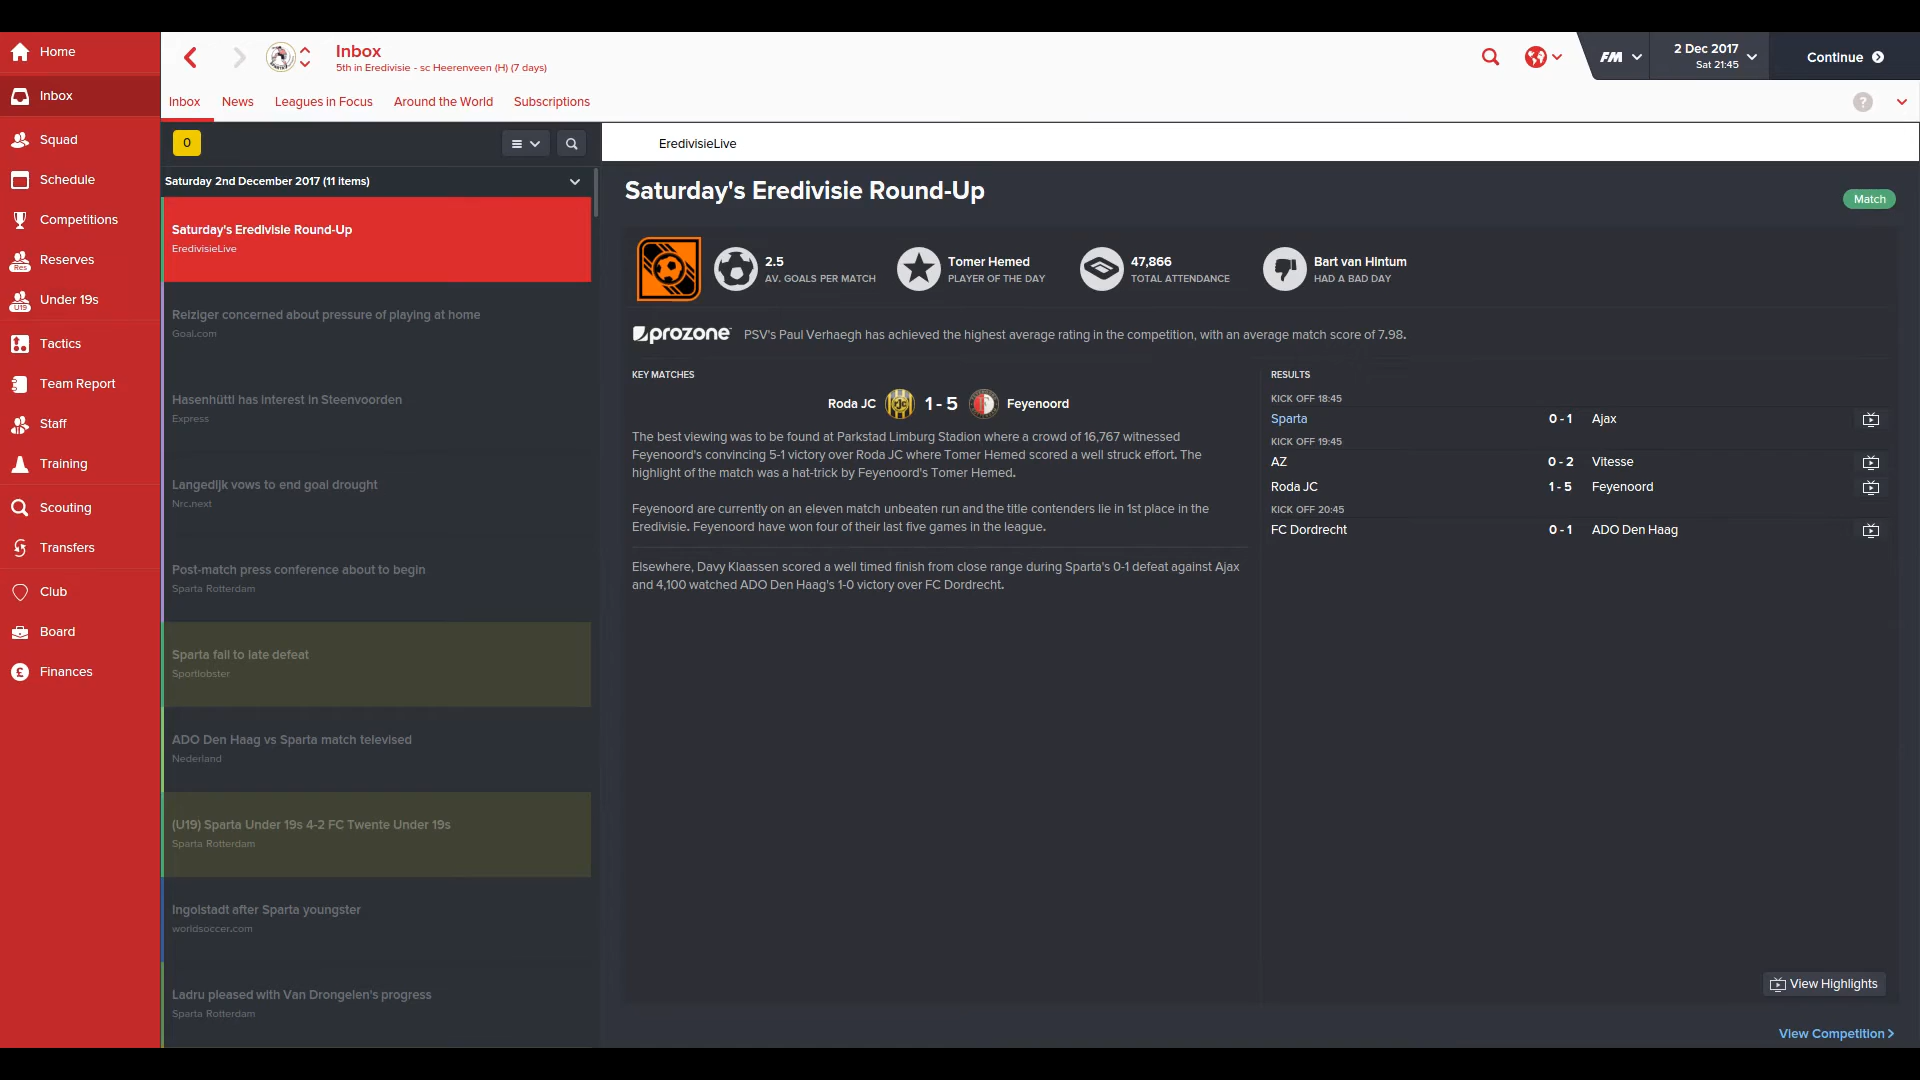 Home
Inbox
Squad
Schedule
Competitions
Reserves
Under 19s
Tactics
Team Report
Staff
Training
Scouting
Transfers
Club
Board
Finances
Res
U19
Inbox
5th in Eredivisie - sc Heerenveen (H) (7 days)
FM
2 Dec 2017
Sat 21:45
Continue
Inbox
News
Leagues in Focus
Around the World
Subscriptions
?
0
Saturday 2nd December 2017 (11 items)
Saturday's Eredivisie Round-Up
EredivisieLive
Reiziger concerned about pressure of playing at home
Goal.com
Hasenhüttl has interest in Steenvoorden
Express
Langedijk vows to end goal drought
Nrc.next
Post-match press conference about to begin
Sparta Rotterdam
Sparta fall to late defeat
Sportlobster
ADO Den Haag vs Sparta match televised
Nederland
(U19) Sparta Under 19s 4-2 FC Twente Under 19s
Sparta Rotterdam
Ingolstadt after Sparta youngster
worldsoccer.com
Ladru pleased with Van Drongelen's progress
Sparta Rotterdam
EredivisieLive
Saturday's Eredivisie Round-Up
Match
2.5
AV. GOALS PER MATCH
Tomer Hemed
PLAYER OF THE DAY
47,866
TOTAL ATTENDANCE
Bart van Hintum
HAD A BAD DAY
prozone
PSV's Paul Verhaegh has achieved the highest average rating in the competition, with an average match score of 7.98.
KEY MATCHES
Roda JC 1 - 5 Feyenoord
The best viewing was to be found at Parkstad Limburg Stadion where a crowd of 16,767 witnessed
Feyenoord's convincing 5-1 victory over Roda JC where Tomer Hemed scored a well struck effort. The
highlight of the match was a hat-trick by Feyenoord's Tomer Hemed.
Feyenoord are currently on an eleven match unbeaten run and the title contenders lie in 1st place in the
Eredivisie. Feyenoord have won four of their last five games in the league.
Elsewhere, Davy Klaassen scored a well timed finish from close range during Sparta's 0-1 defeat against Ajax
and 4,100 watched ADO Den Haag's 1-0 victory over FC Dordrecht.
RESULTS
KICK OFF 18:45
Sparta 0 - 1 Ajax
KICK OFF 19:45
AZ 0 - 2 Vitesse
Roda JC 1 - 5 Feyenoord
KICK OFF 20:45
FC Dordrecht 0 - 1 ADO Den Haag
View Highlights
View Competition >